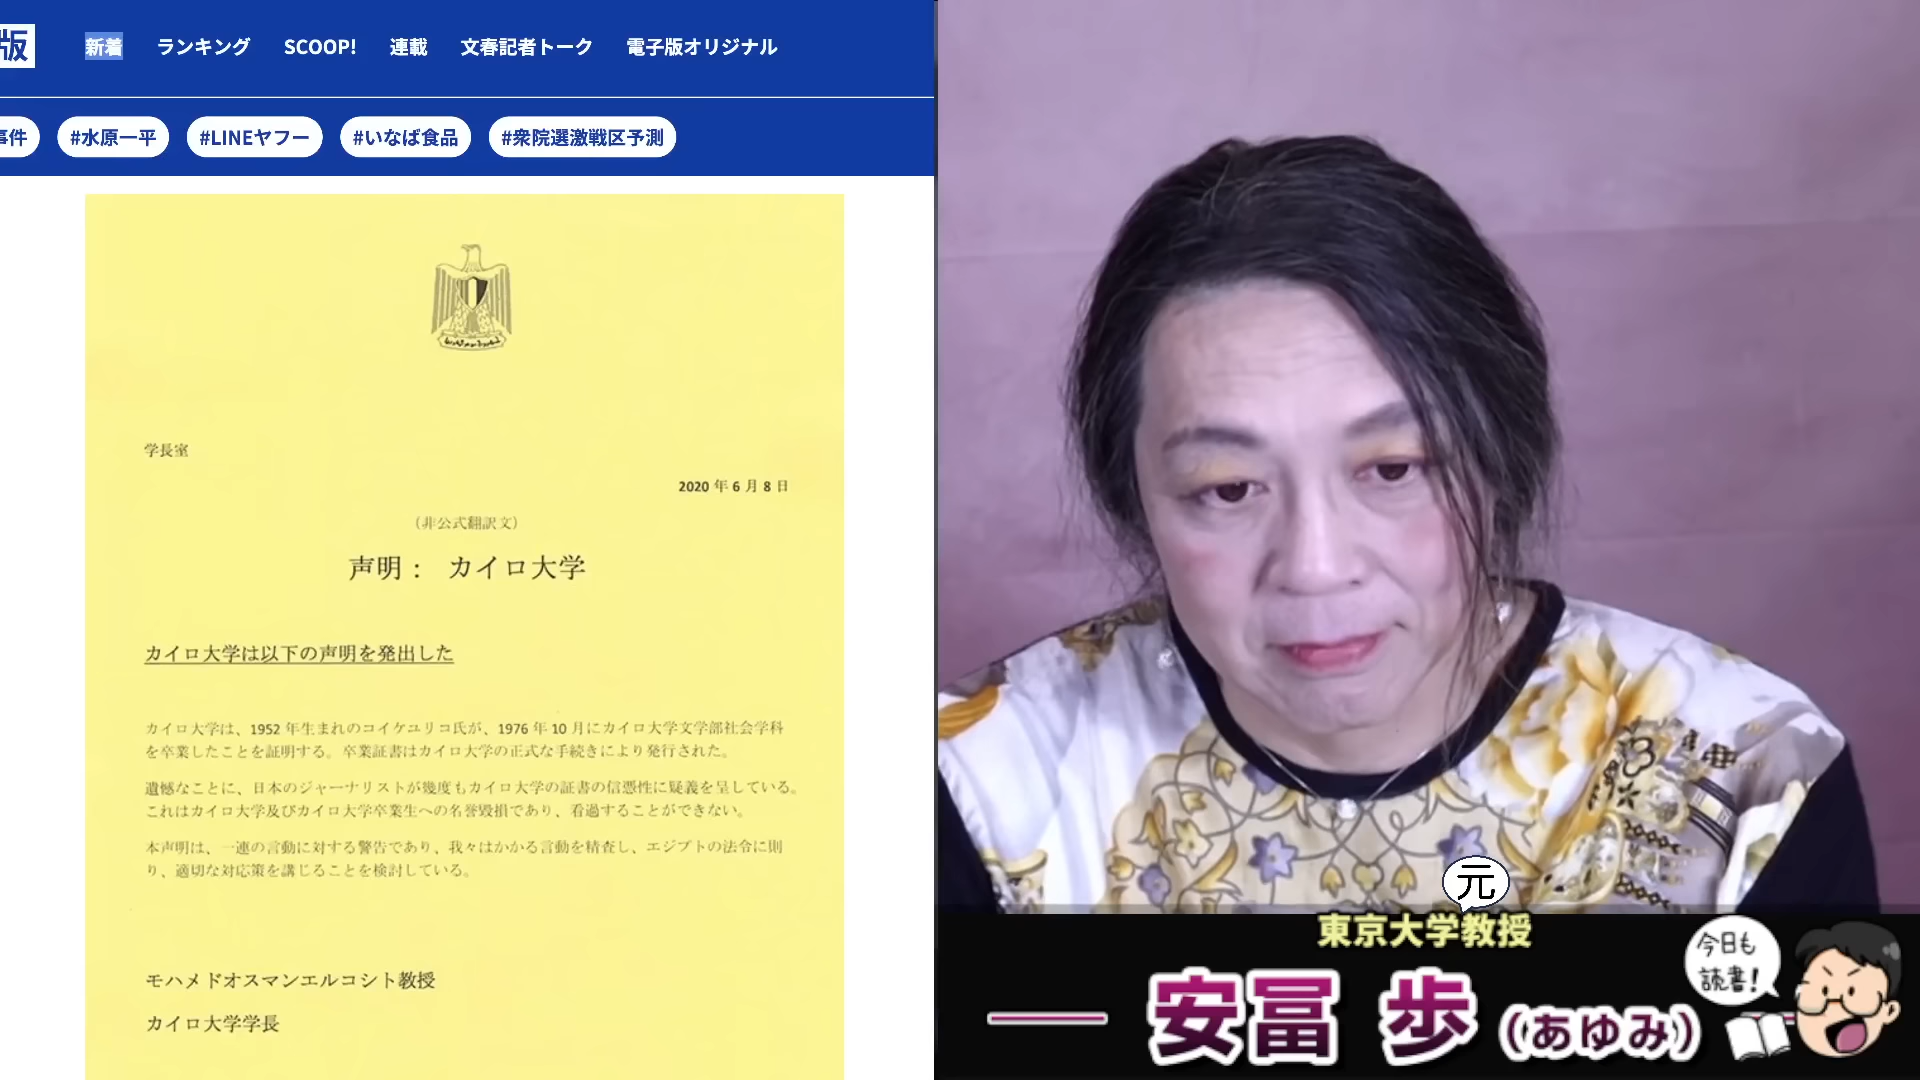 版
新着
ランキング
SCOOP!
連載
文春記者トーク
電子版オリジナル
事件
#水原一平
#LINEヤフー
#いなば食品
#衆院選激戦区予測
学長室
2020 年 6 月 8 日
（非公式翻訳文）
声明： カイロ大学
カイロ大学は以下の声明を発出した
カイロ大学は、1952 年生まれのコイケユリコ氏が、1976 年 10 月にカイロ大学文学部社会学科
を卒業したことを証明する。卒業証書はカイロ大学の正式な手続きにより発行された。
遺憾なことに、日本のジャーナリストが幾度もカイロ大学の証書の信憑性に疑義を呈している。
これはカイロ大学及びカイロ大学卒業生への名誉毀損であり、看過することができない。
本声明は、一連の言動に対する警告であり、我々はかかる言動を精査し、エジプトの法令に則
り、適切な対応策を講じることを検討している。
モハメドオスマンエルコシト教授
カイロ大学学長
元
東京大学教授
安冨 歩（あゆみ）
今日も
読書!